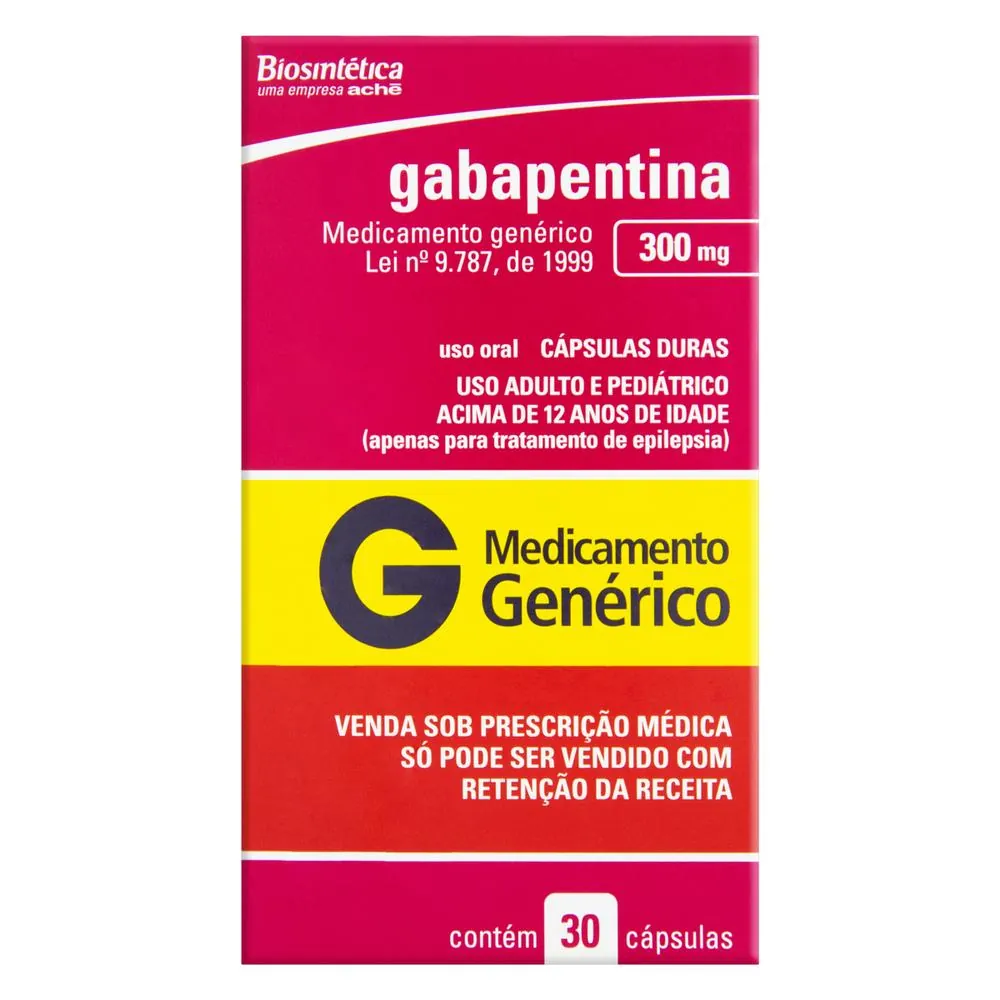 Biosintética
uma empresa achē
gabapentina
Medicamento genérico
Lei nº 9.787, de 1999
300 mg
uso oral CÁPSULAS DURAS
USO ADULTO E PEDIÁTRICO
ACIMA DE 12 ANOS DE IDADE
(apenas para tratamento de epilepsia)
G
Medicamento
Genérico
VENDA SOB PRESCRIÇÃO MÉDICA
SÓ PODE SER VENDIDO COM
RETENÇÃO DA RECEITA
contém 30 cápsulas